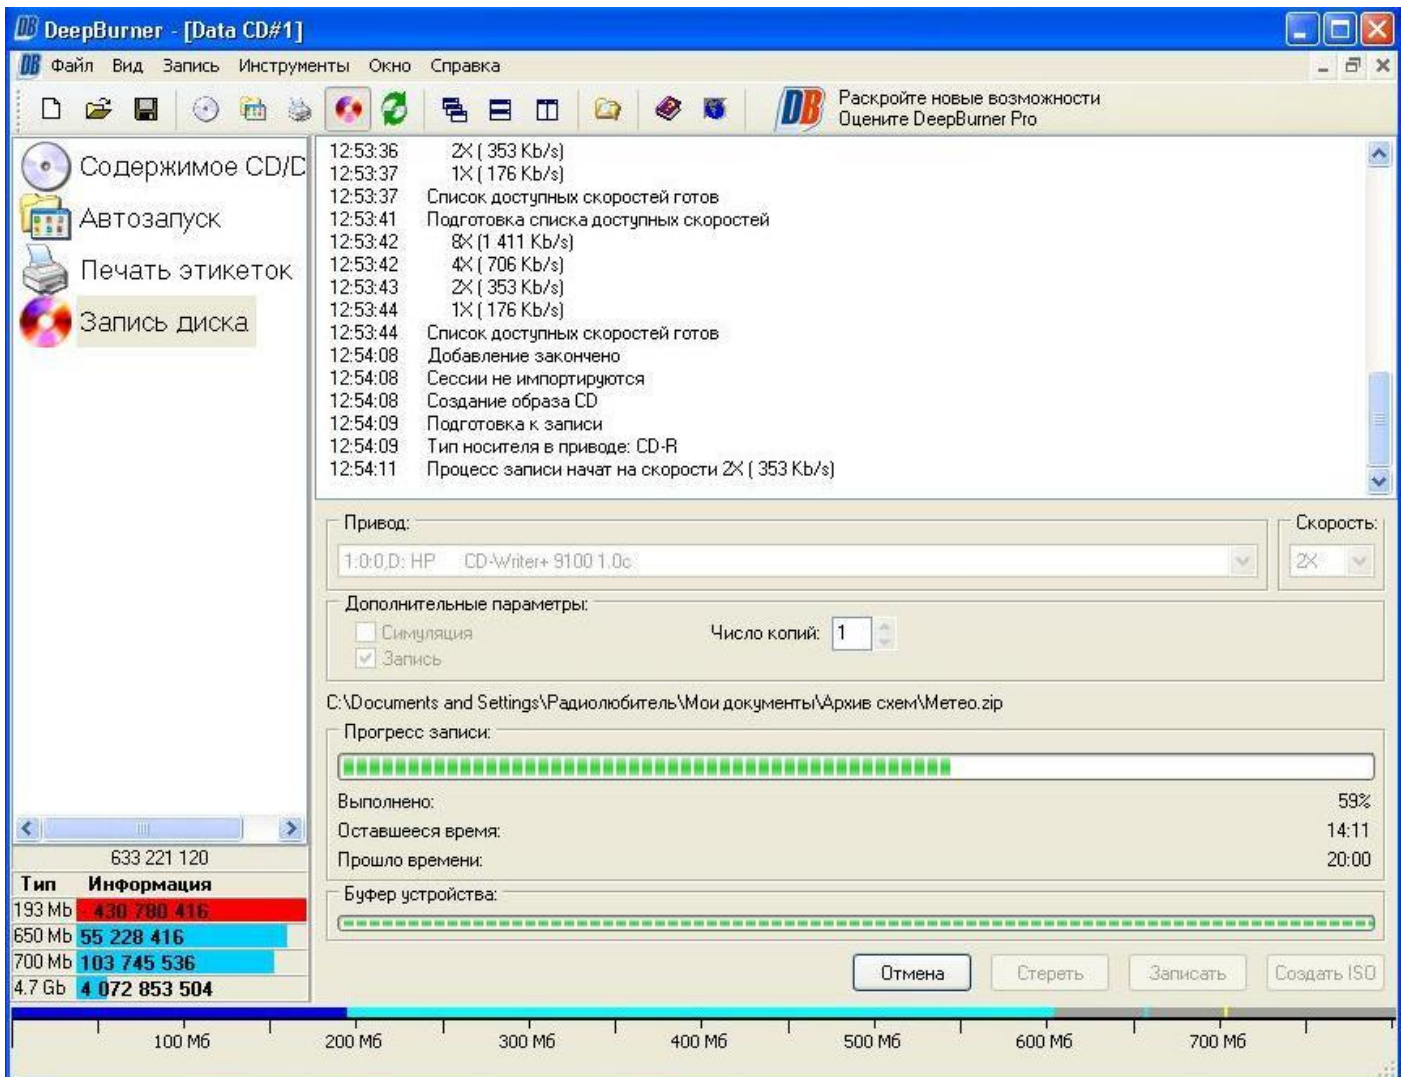 DeepBurner - [Data CD#1]
Файл Вид Запись Инструменты Окно Справка
Раскройте новые возможности
Оцените DeepBurner Pro
Содержимое CD/D
Автозапуск
Печать этикеток
Запись диска
12:53:36 2X ( 353 Kb/s)
12:53:37 1X ( 176 Kb/s)
12:53:37 Список доступных скоростей готов
12:53:41 Подготовка списка доступных скоростей
12:53:42 8X (1 411 Kb/s)
12:53:42 4X ( 706 Kb/s)
12:53:43 2X ( 353 Kb/s)
12:53:44 1X ( 176 Kb/s)
12:53:44 Список доступных скоростей готов
12:54:08 Добавление закончено
12:54:08 Сессии не импортируются
12:54:08 Создание образа CD
12:54:09 Подготовка к записи
12:54:09 Тип носителя в приводе: CD-R
12:54:11 Процесс записи начат на скорости 2X ( 353 Kb/s)
Привод: Скорость:
1:0:0,D: HP CD-Writer+ 9100 1.0c 2X
Дополнительные параметры:
Симуляция Число копий: 1
Запись
C:\Documents and Settings\Радиолюбитель\Мои документы\Архив схем\Метео.zip
Прогресс записи:
Выполнено: 59%
Оставшееся время: 14:11
Прошло времени: 20:00
Буфер устройства:
Отмена Стереть Записать Создать ISO
633 221 120
Тип Информация
193 Mb - 430 780 416
650 Mb 55 228 416
700 Mb 103 745 536
4.7 Gb 4 072 853 504
100 Мб 200 Мб 300 Мб 400 Мб 500 Мб 600 Мб 700 Мб